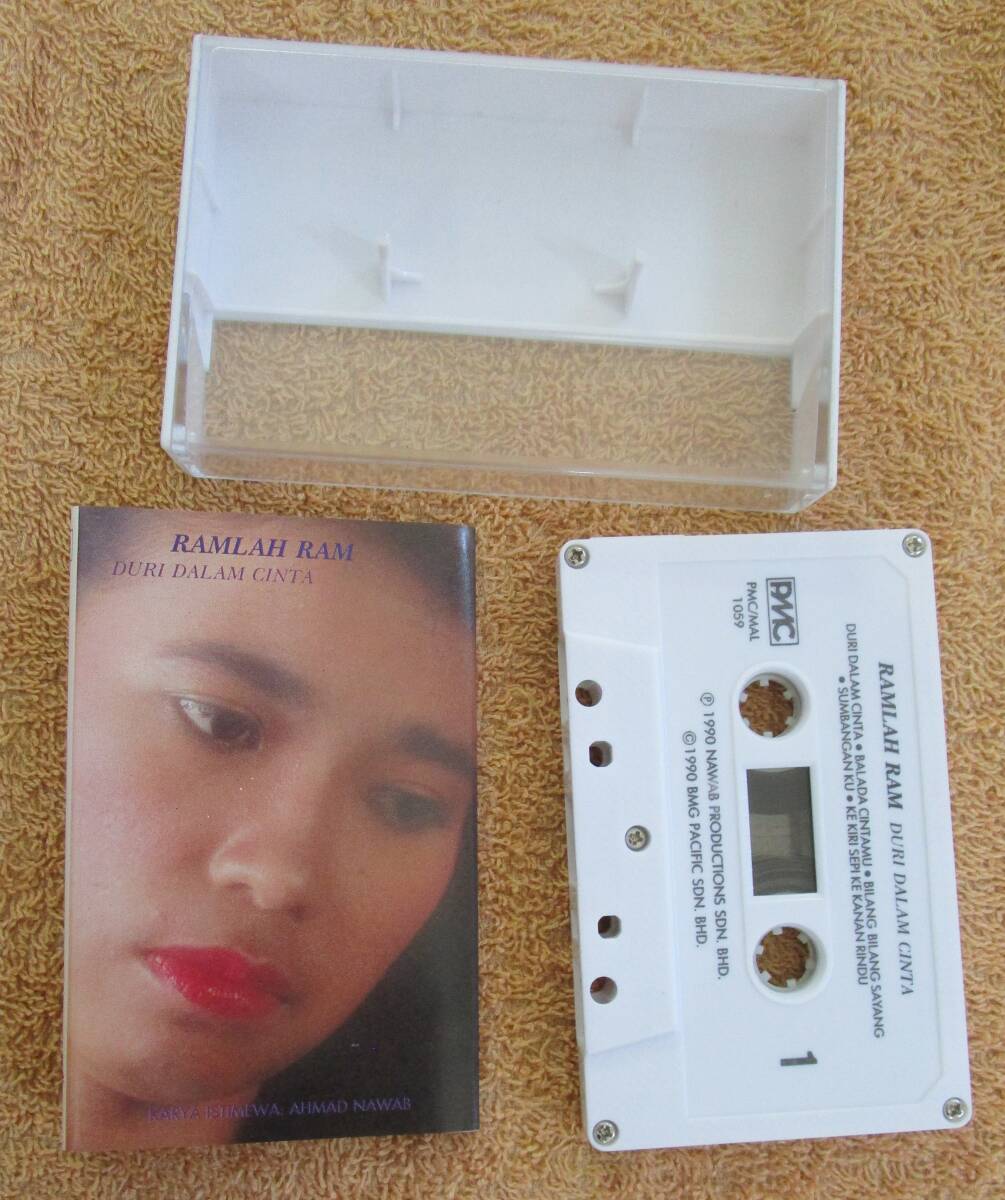 RAMLAH RAM
DURI DALAM CINTA
KARYA ISTIMEWA: AHMAD NAWAB
RAMLAH RAM DURI DALAM CINTA
DURI DALAM CINTA • BALADA CINTAMU • BILANG BILANG SAYANG
• SUMBANGAN KU • KE KIRI SEPI KE KANAN RINDU
PMC
PMC/MAL
1059
1
℗ 1990 NAWAB PRODUCTIONS SDN. BHD.
© 1990 BMG PACIFIC SDN. BHD.